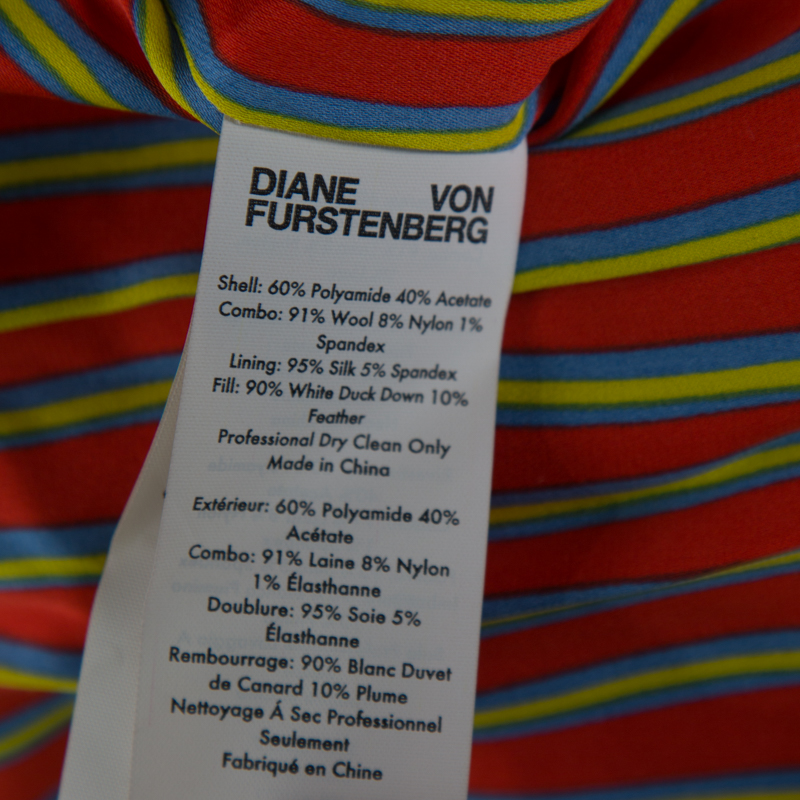 DIANE VON
FURSTENBERG
Shell: 60% Polyamide 40% Acetate
Combo: 91% Wool 8% Nylon 1%
Spandex
Lining: 95% Silk 5% Spandex
Fill: 90% White Duck Down 10%
Feather
Professional Dry Clean Only
Made in China
Extérieur: 60% Polyamide 40%
Acétate
Combo: 91% Laine 8% Nylon
1% Élasthanne
Doublure: 95% Soie 5%
Élasthanne
Rembourrage: 90% Blanc Duvet
de Canard 10% Plume
Nettoyage Á Sec Professionnel
Seulement
Fabriqué en Chine